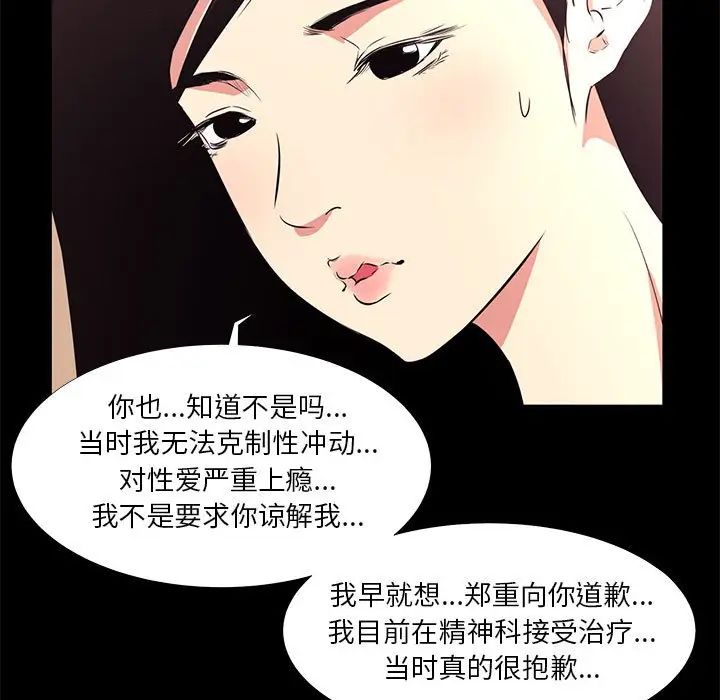 你也...知道不是吗...
当时我无法克制性冲动...
对性爱严重上瘾...
我不是要求你谅解我...
我早就想...郑重向你道歉...
我目前在精神科接受治疗...
当时真的很抱歉...